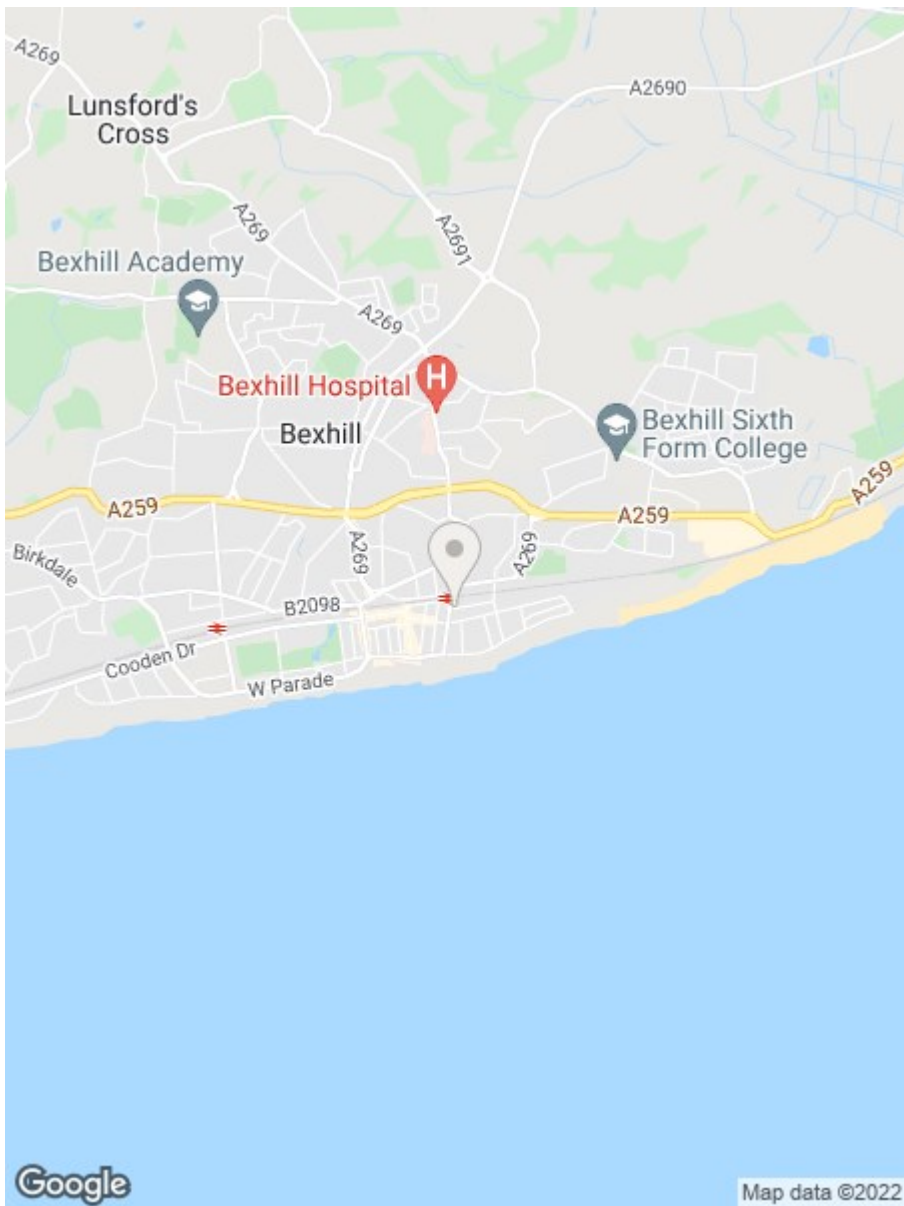 A269
A2690
Lunsford's
Cross
A269
A2691
Bexhill Academy
A269
Bexhill Hospital
H
Bexhill
Bexhill Sixth
Form College
A259
A259
A259
Birkdale
A269
A269
B2098
Cooden Dr
W Parade
Google
Map data ©2022